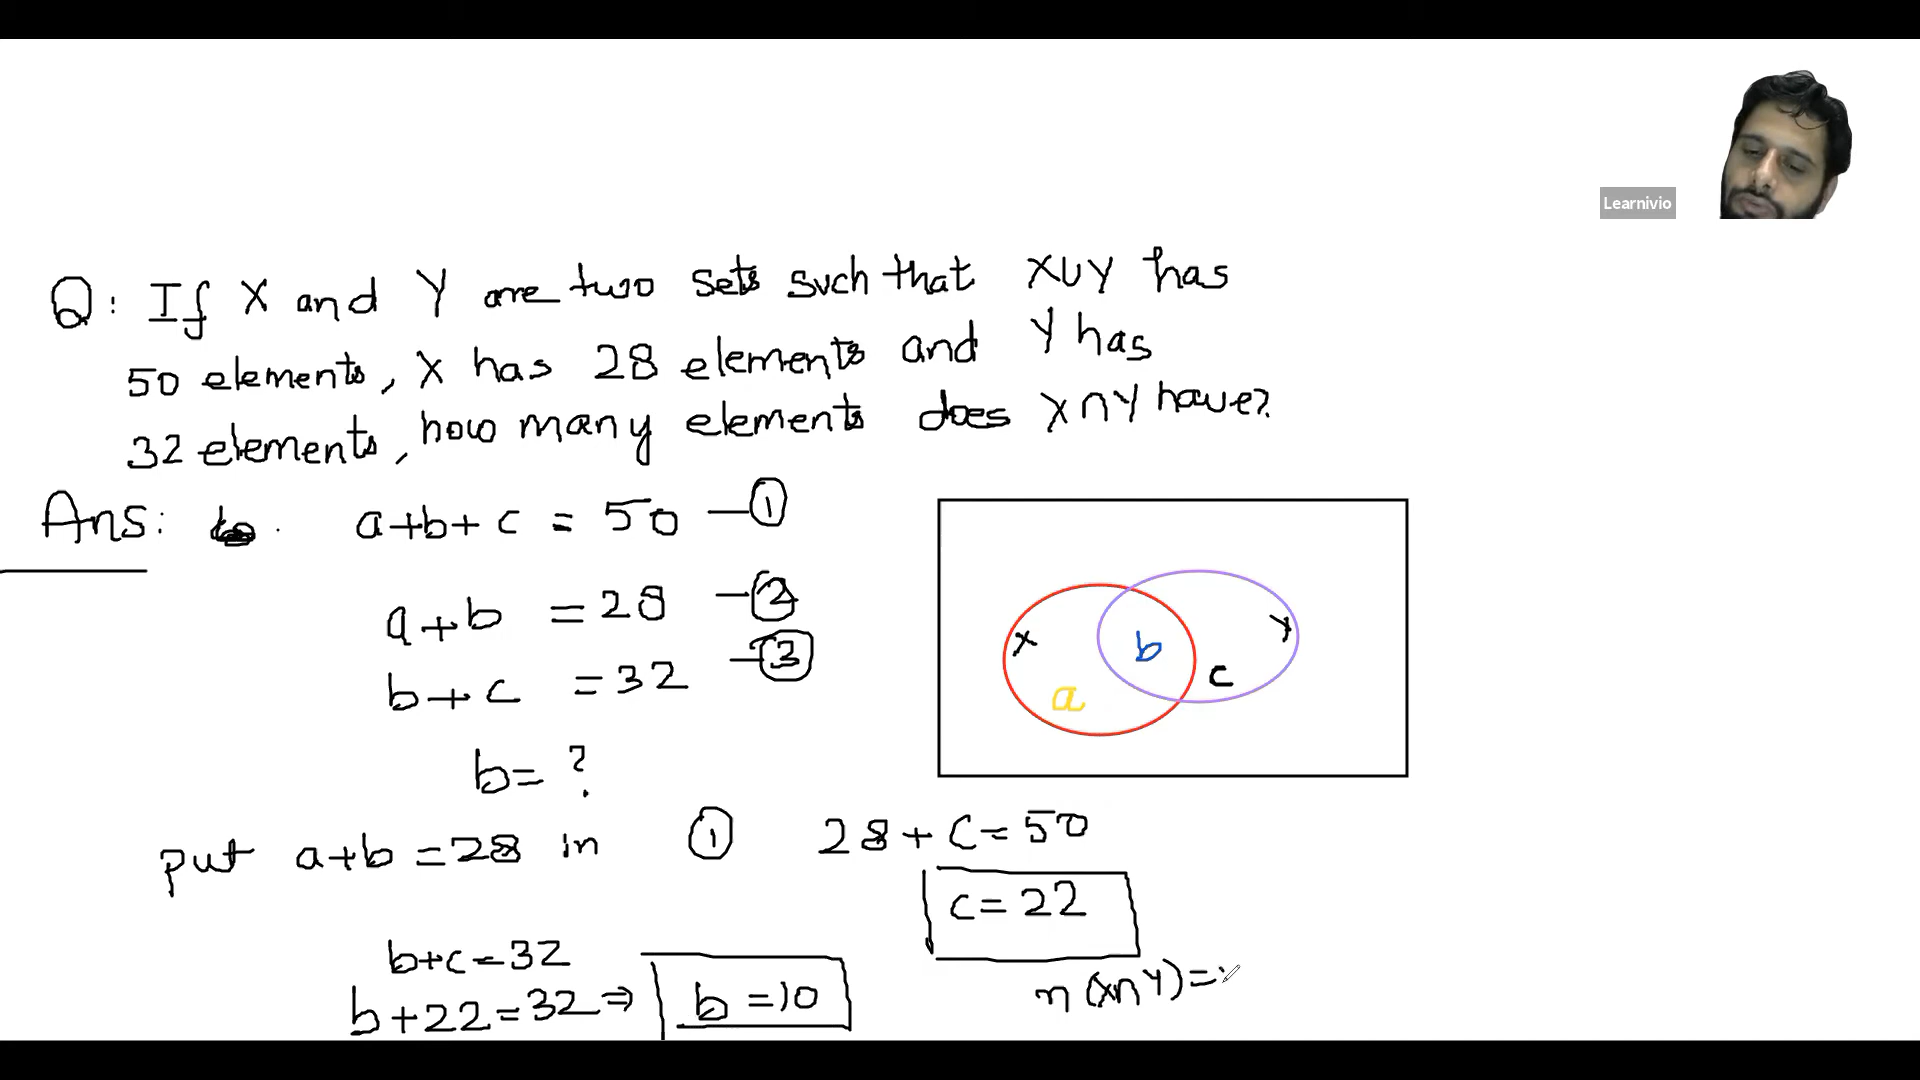 Learnivio
Q: If X and Y are two sets such that X∪Y has
50 elements, X has 28 elements and Y has
32 elements, how many elements does X∩Y have?
Ans: a+b+c = 50 —①
a+b = 28 —②
b+c = 32 —③
b= ?
X
b
Y
c
a
put a+b=28 in ① 28+C=50
c=22
b+c=32
b+22=32⇒ b=10
n(X∩Y)=